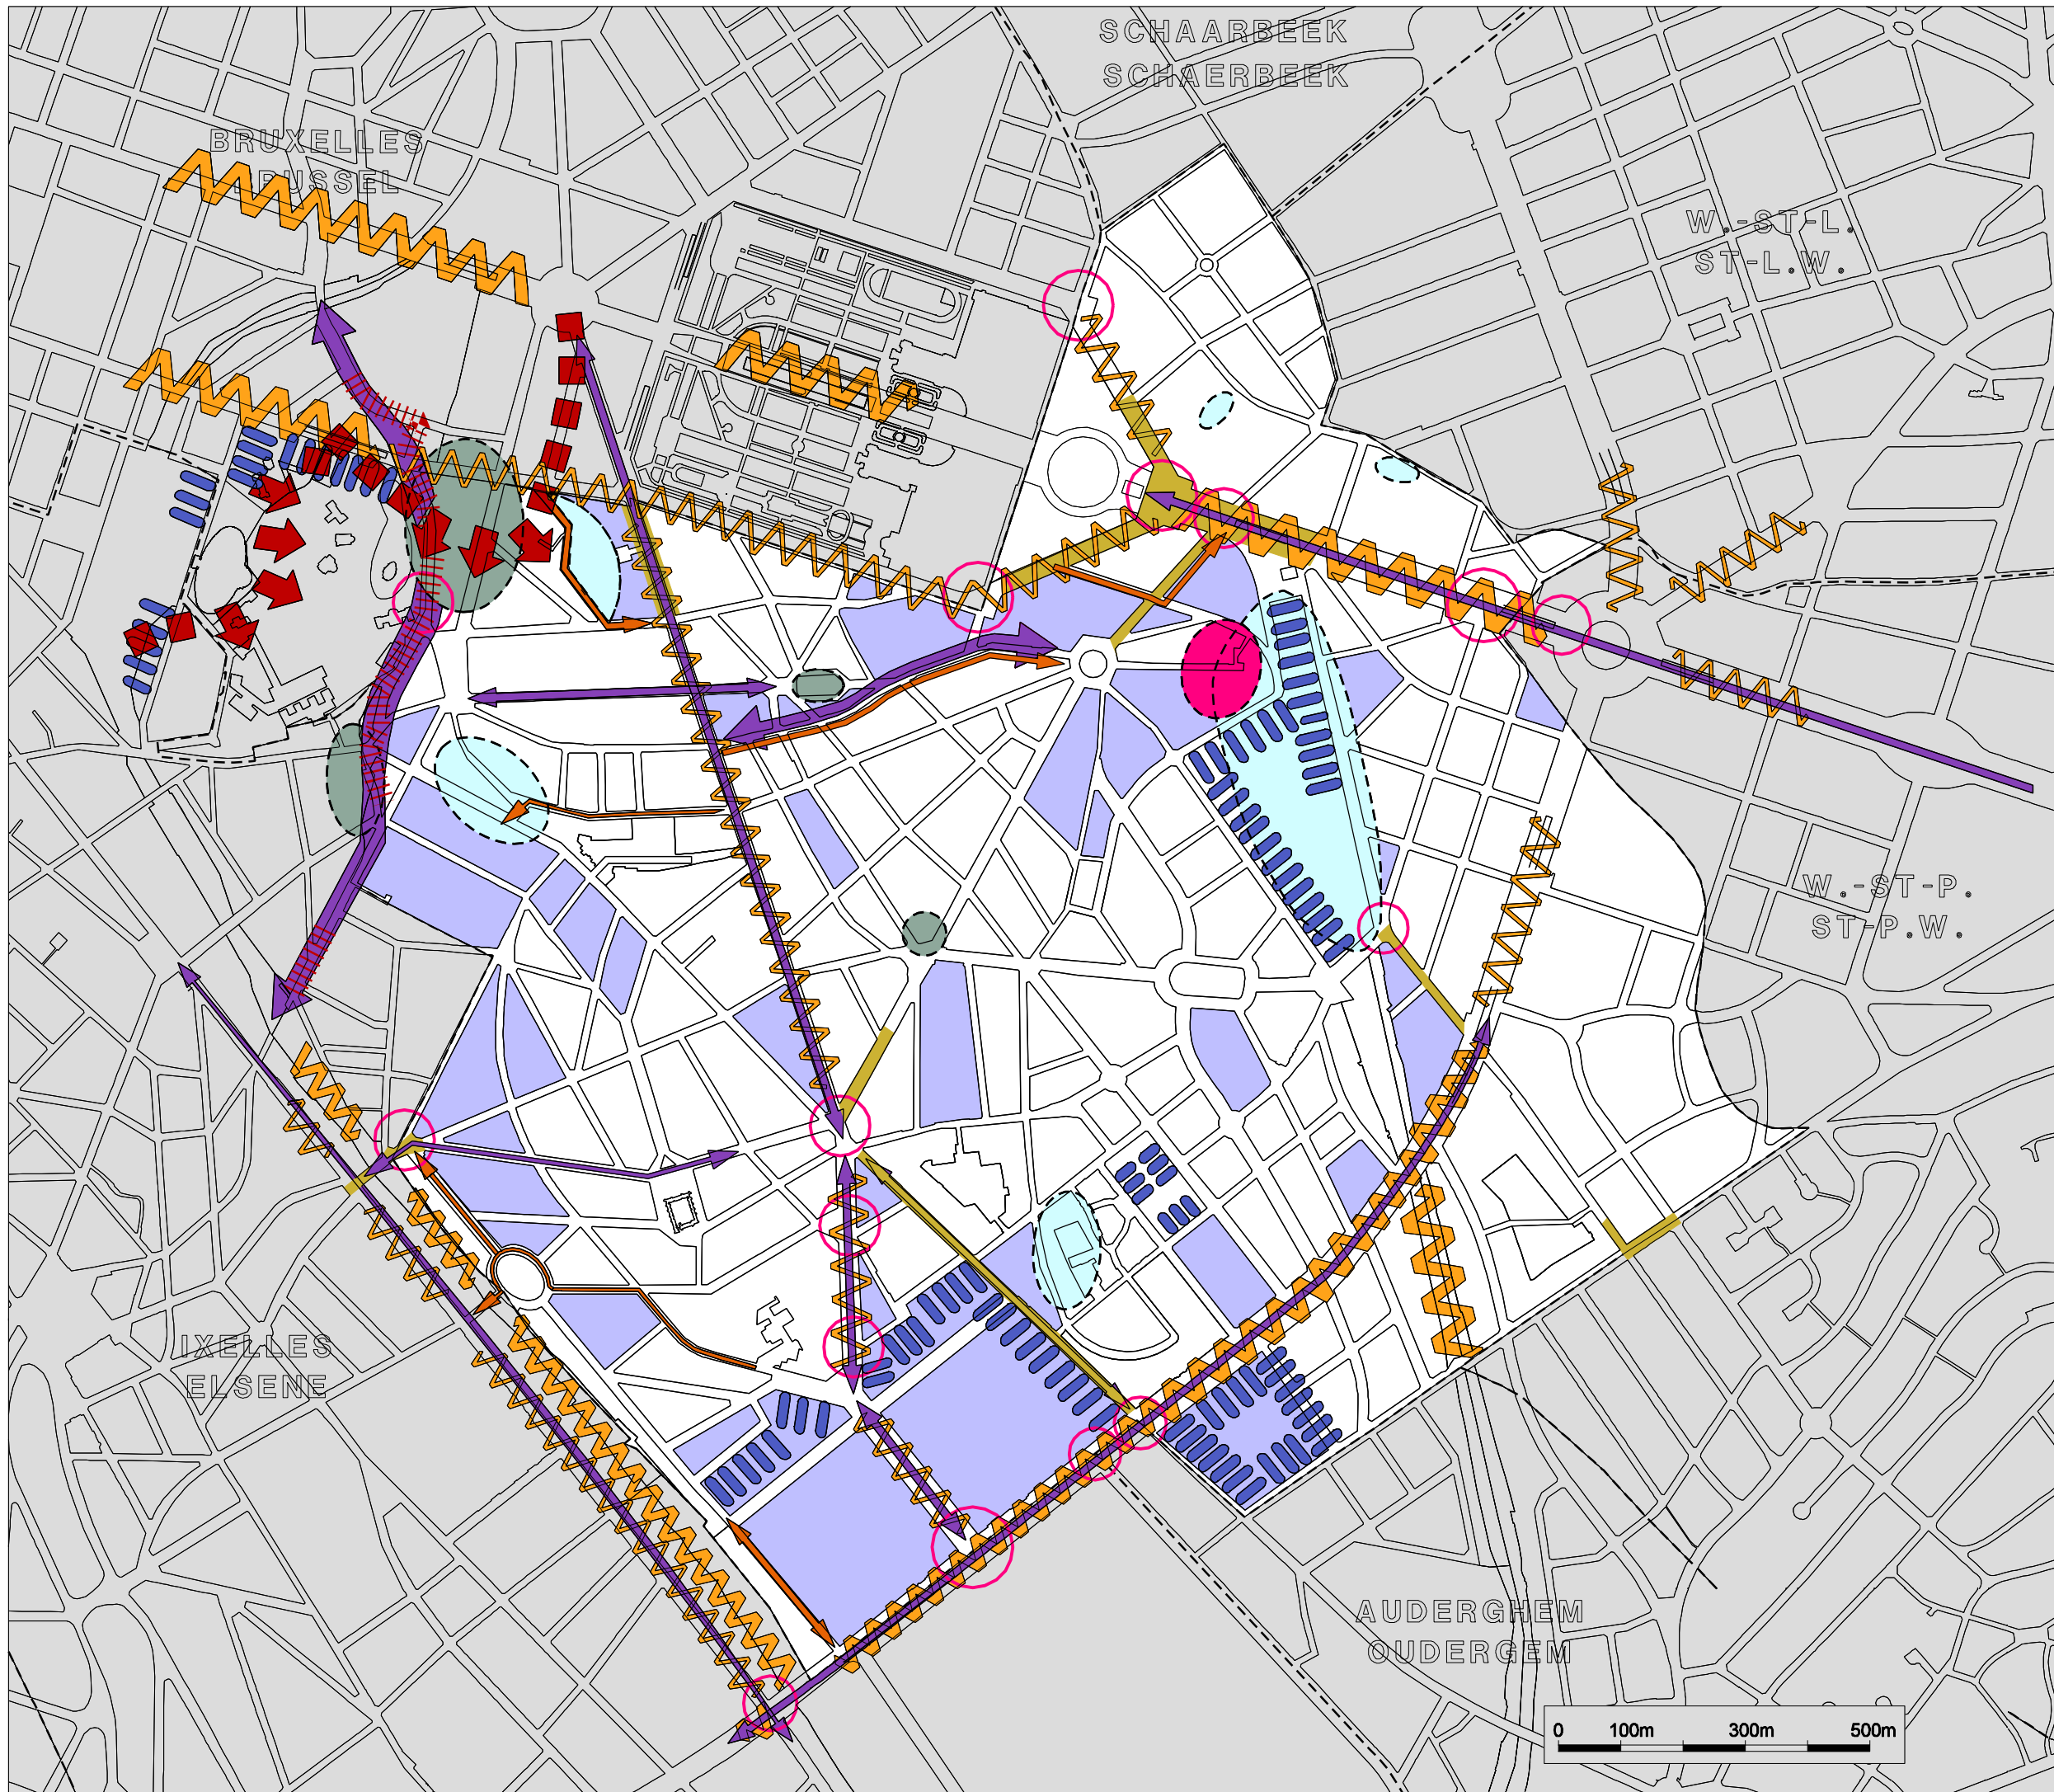 SCHAARBEEK
SCHAERBEEK
BRUXELLES
BRUSSEL
W.-ST-L.
ST-L.W.
W.-ST-P.
ST-P.W.
IXELLES
ELSENE
AUDERGHEM
OUDERGEM
0 100m 300m 500m